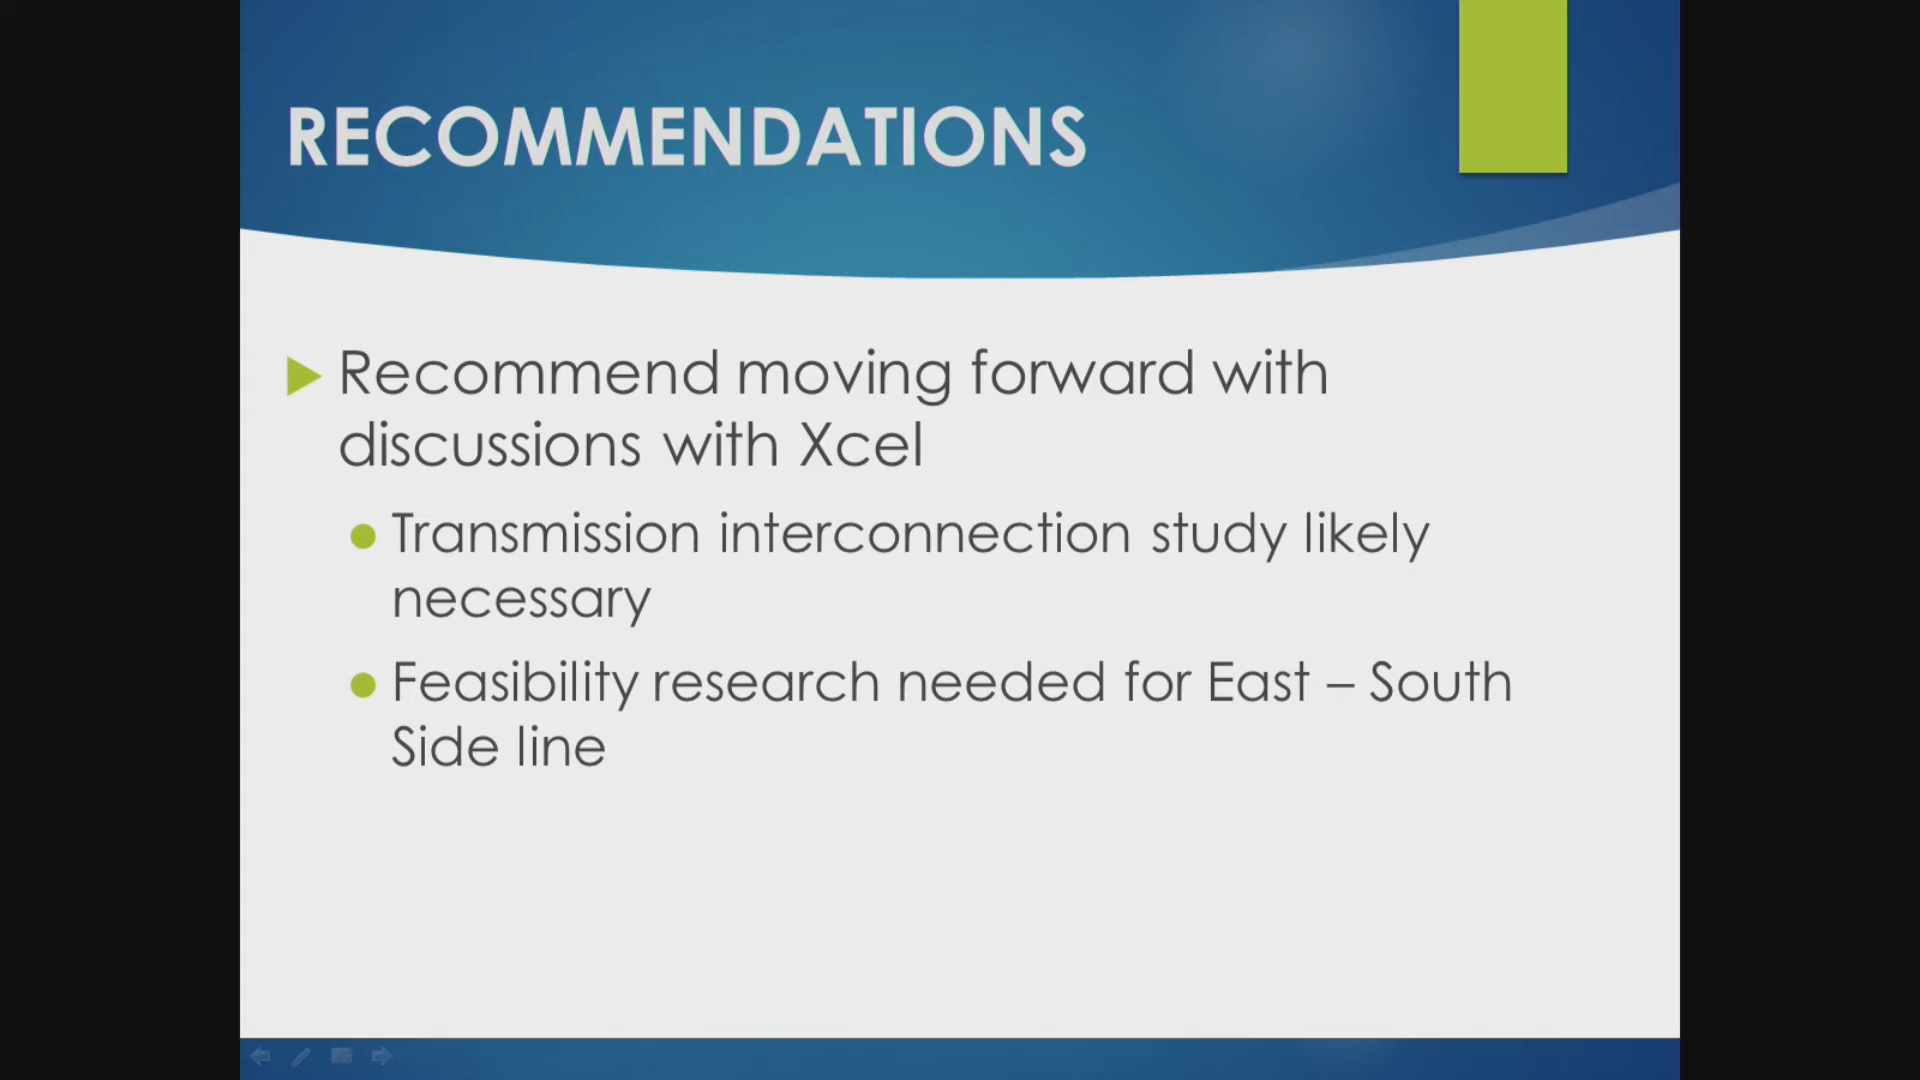 RECOMMENDATIONS
Recommend moving forward with
discussions with Xcel
Transmission interconnection study likely
necessary
Feasibility research needed for East – South
Side line